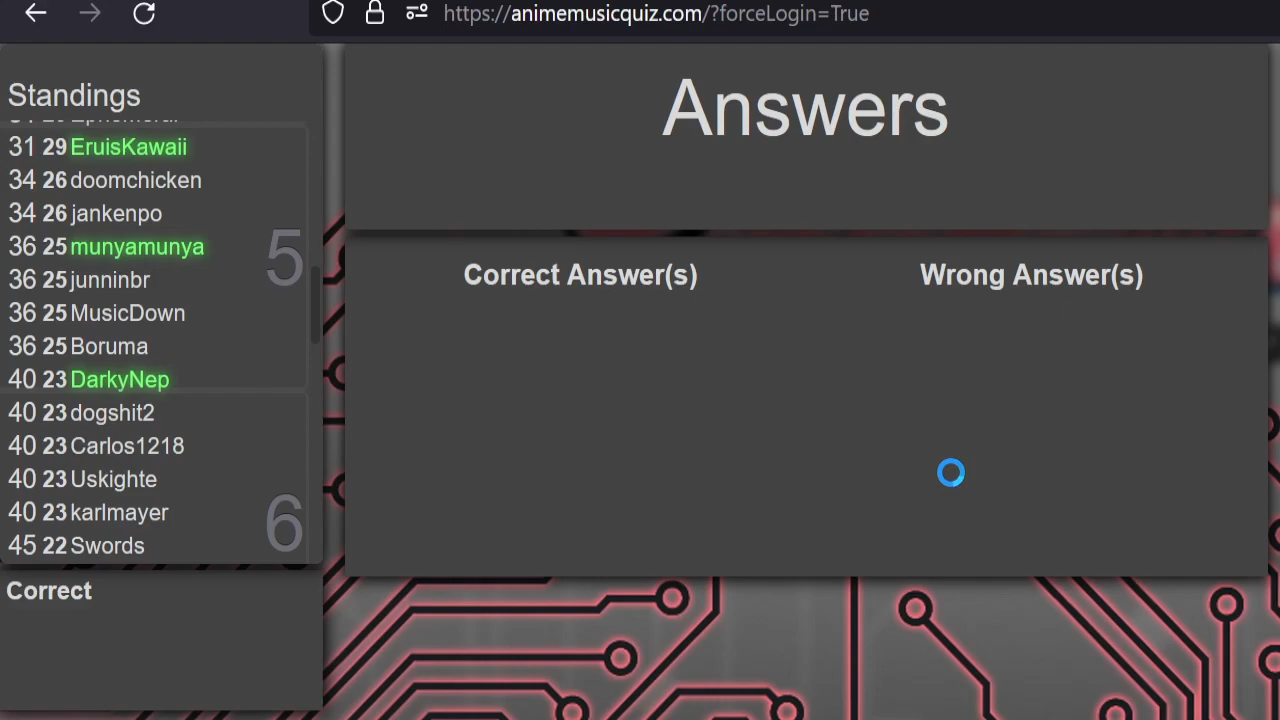 https://animemusicquiz.com/?forceLogin=True
Standings
31 29 EruisKawaii
34 26 doomchicken
34 26 jankenpo
36 25 munyamunya
5
36 25 junninbr
36 25 MusicDown
36 25 Boruma
40 23 DarkyNep
40 23 dogshit2
40 23 Carlos1218
40 23 Uskighte
40 23 karlmayer
6
45 22 Swords
Correct
Answers
Correct Answer(s)
Wrong Answer(s)